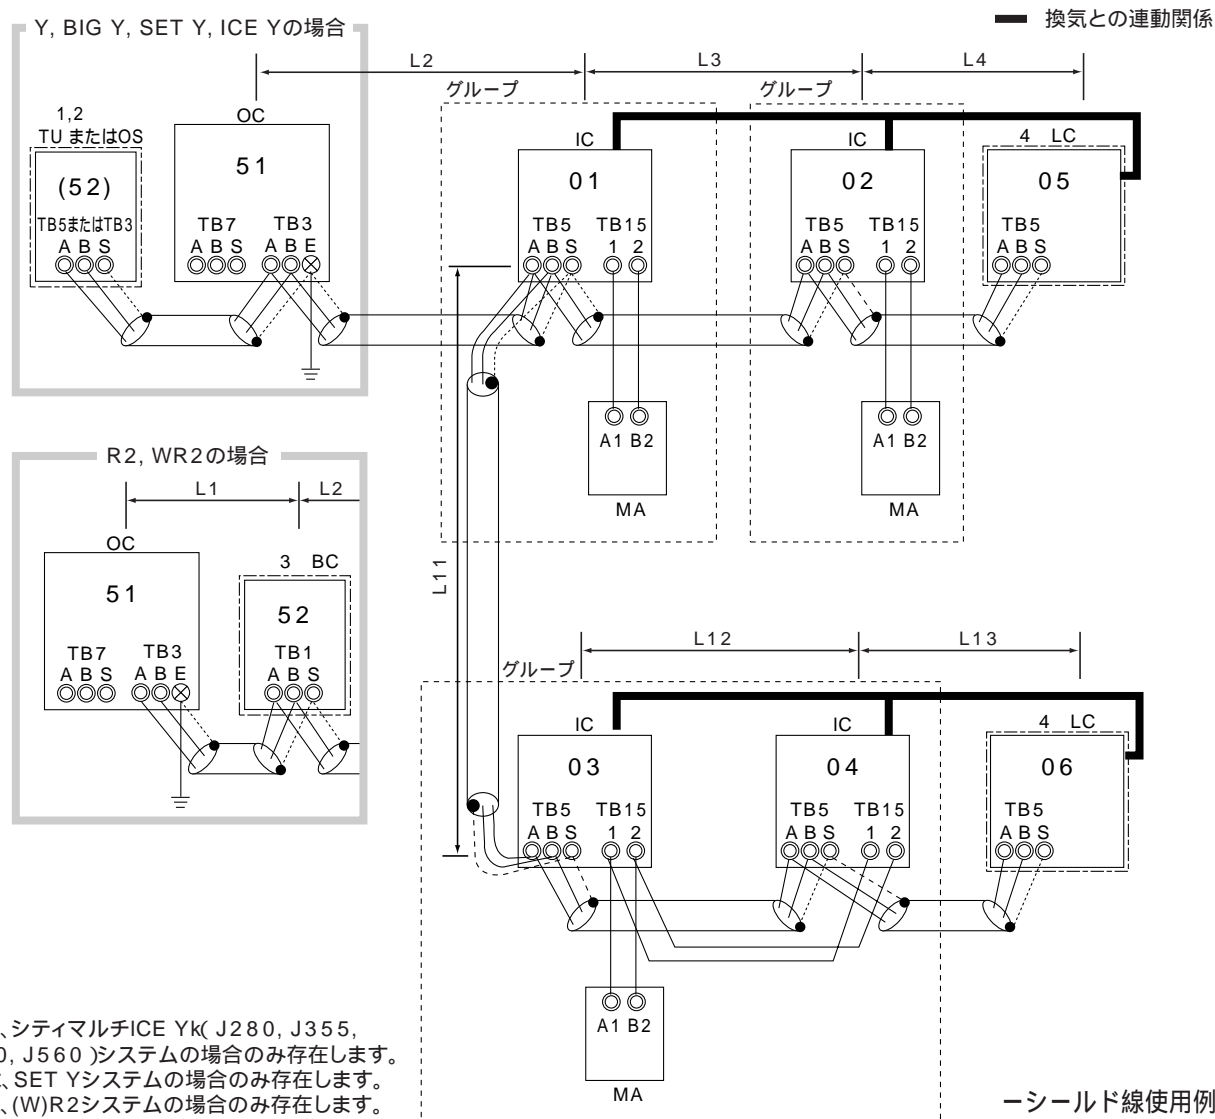 換気との連動関係
Y, BIG Y, SET Y, ICE Yの場合
L2
L3
L4
グループ
グループ
1,2
TU またはOS
OC
IC
IC
4 LC
(52)
51
01
02
05
TB5またはTB3
TB7
TB3
TB5
TB15
TB5
TB15
TB5
A B S
A B S
A B E
A B S
1 2
A B S
1 2
A B S
A1 B2
A1 B2
MA
MA
R2, WR2の場合
L1
L2
OC
3 BC
51
52
TB7
TB3
TB1
A B S
A B E
A B S
L11
L12
L13
グループ
IC
IC
4 LC
03
04
06
TB5
TB15
TB5
TB15
TB5
A B S
1 2
A B S
1 2
A B S
A1 B2
MA
、シティマルチICE Yk( J280, J355,
0, J560 )システムの場合のみ存在します。
、SET Yシステムの場合のみ存在します。
、(W)R2システムの場合のみ存在します。
ーシールド線使用例